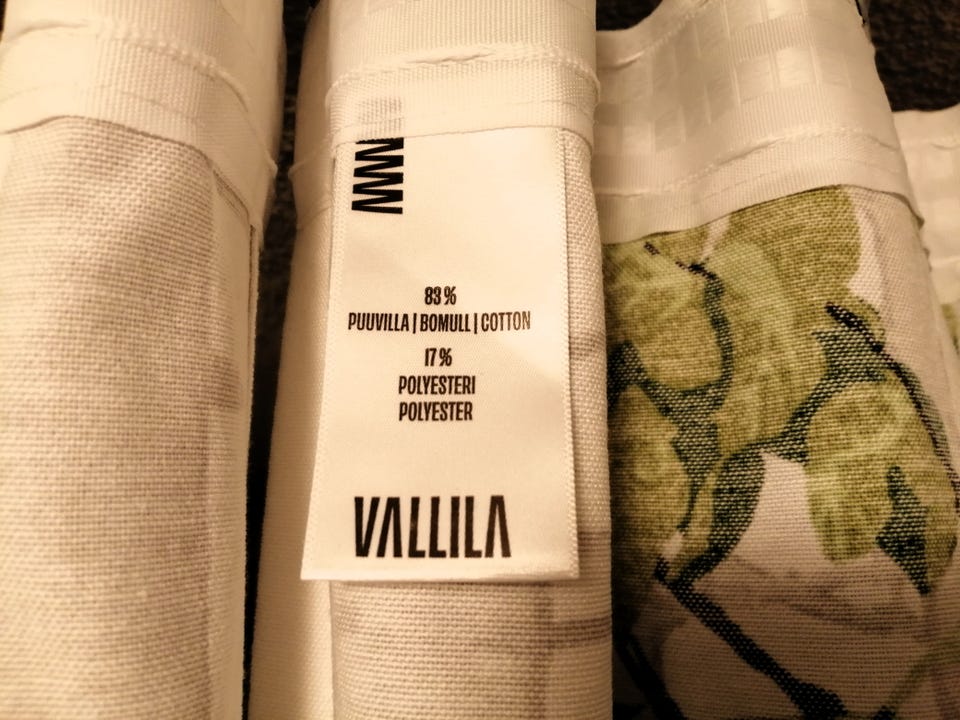 83%
PUUVILLA | BOMULL | COTTON
17%
POLYESTERI
POLYESTER
VALLILA